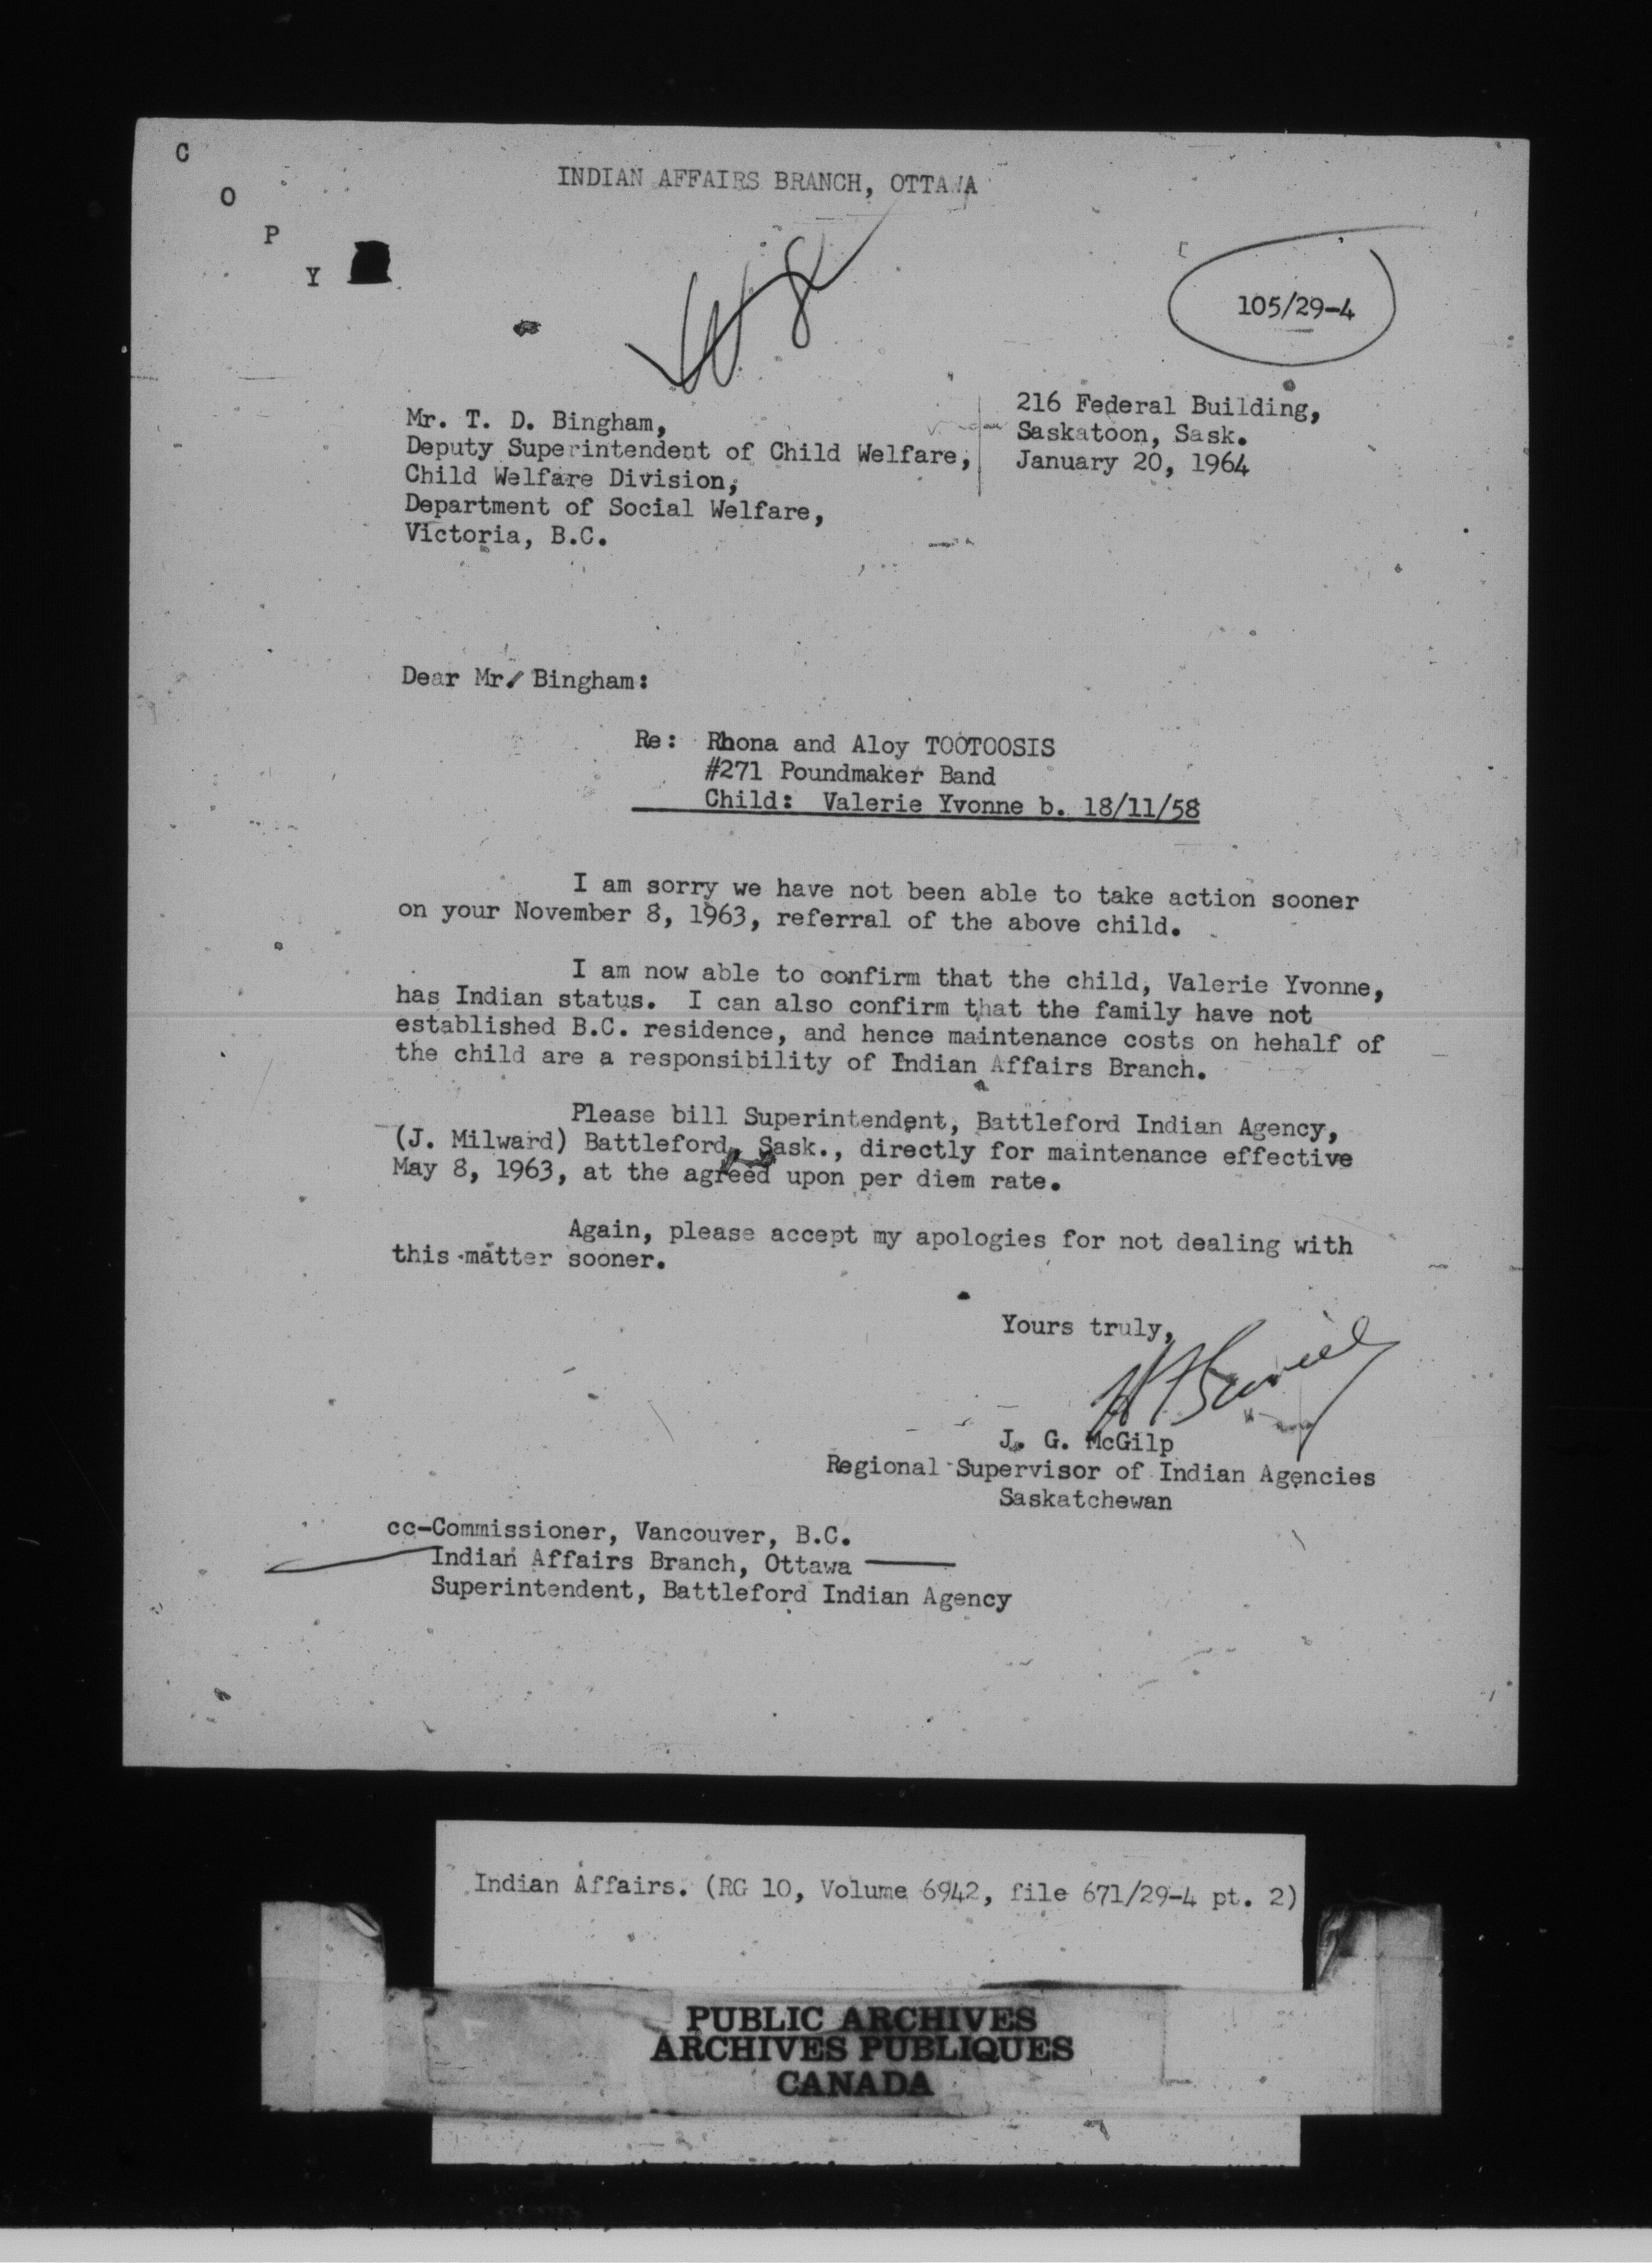 C
O
P
Y
INDIAN AFFAIRS BRANCH, OTTAWA
105/29-4
216 Federal Building,
Saskatoon, Sask.
January 20, 1964
Mr. T. D. Bingham,
Deputy Superintendent of Child Welfare,
Child Welfare Division,
Department of Social Welfare,
Victoria, B.C.
Dear Mr. Bingham:
Re: Rhona and Aloy TOOTOOSIS
#271 Poundmaker Band
Child: Valerie Yvonne b. 18/11/58
I am sorry we have not been able to take action sooner
on your November 8, 1963, referral of the above child.
I am now able to confirm that the child, Valerie Yvonne,
has Indian status. I can also confirm that the family have not
established B.C. residence, and hence maintenance costs on hehalf of
the child are a responsibility of Indian Affairs Branch.
Please bill Superintendent, Battleford Indian Agency,
(J. Milward) Battleford, Sask., directly for maintenance effective
May 8, 1963, at the agreed upon per diem rate.
Again, please accept my apologies for not dealing with
this matter sooner.
Yours truly,
J. G. McGilp
Regional Supervisor of Indian Agencies
Saskatchewan
cc-Commissioner, Vancouver, B.C.
Indian Affairs Branch, Ottawa
Superintendent, Battleford Indian Agency
Indian Affairs. (RG 10, Volume 6942, file 671/29-4 pt. 2)
PUBLIC ARCHIVES
ARCHIVES PUBLIQUES
CANADA